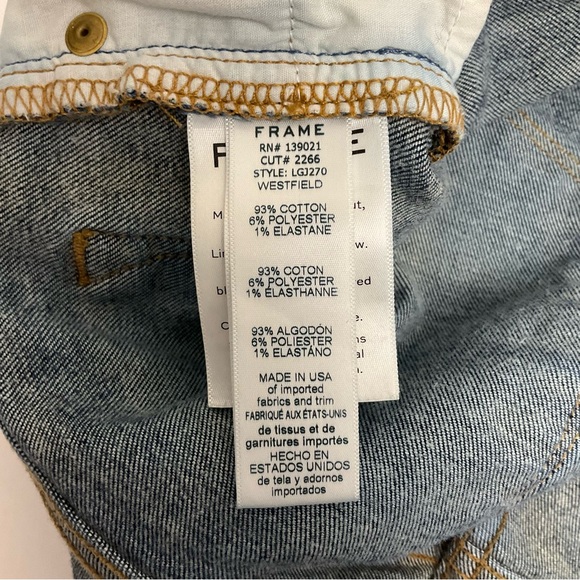 FRAME
RN# 139021
CUT# 2266
STYLE: LGJ270
WESTFIELD
93% COTTON
6% POLYESTER
1% ELASTANE
93% COTON
6% POLYESTER
1% ÉLASTHANNE
93% ALGODÓN
6% POLIESTER
1% ELASTÁNO
MADE IN USA
of imported
fabrics and trim
FABRIQUÉ AUX ÉTATS-UNIS
de tissus et de
garnitures importés
HECHO EN
ESTADOS UNIDOS
de tela y adornos
importados